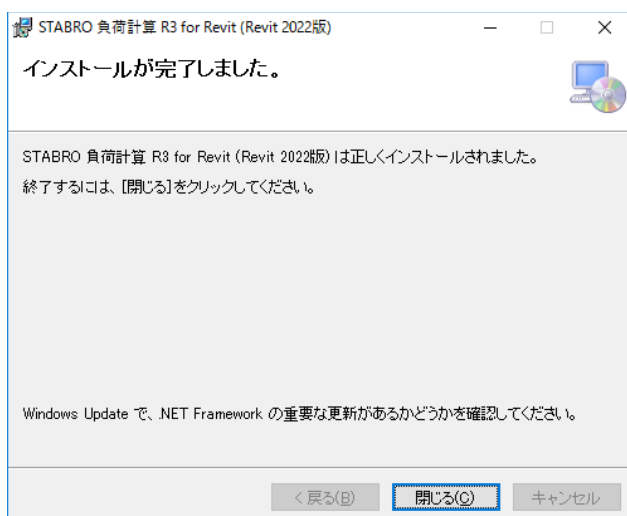 STABRO 負荷計算 R3 for Revit (Revit 2022版)
インストールが完了しました。
STABRO 負荷計算 R3 for Revit (Revit 2022版) は正しくインストールされました。
終了するには、[閉じる]をクリックしてください。
Windows Update で、.NET Framework の重要な更新があるかどうかを確認してください。
< 戻る(B)
閉じる(C)
キャンセル